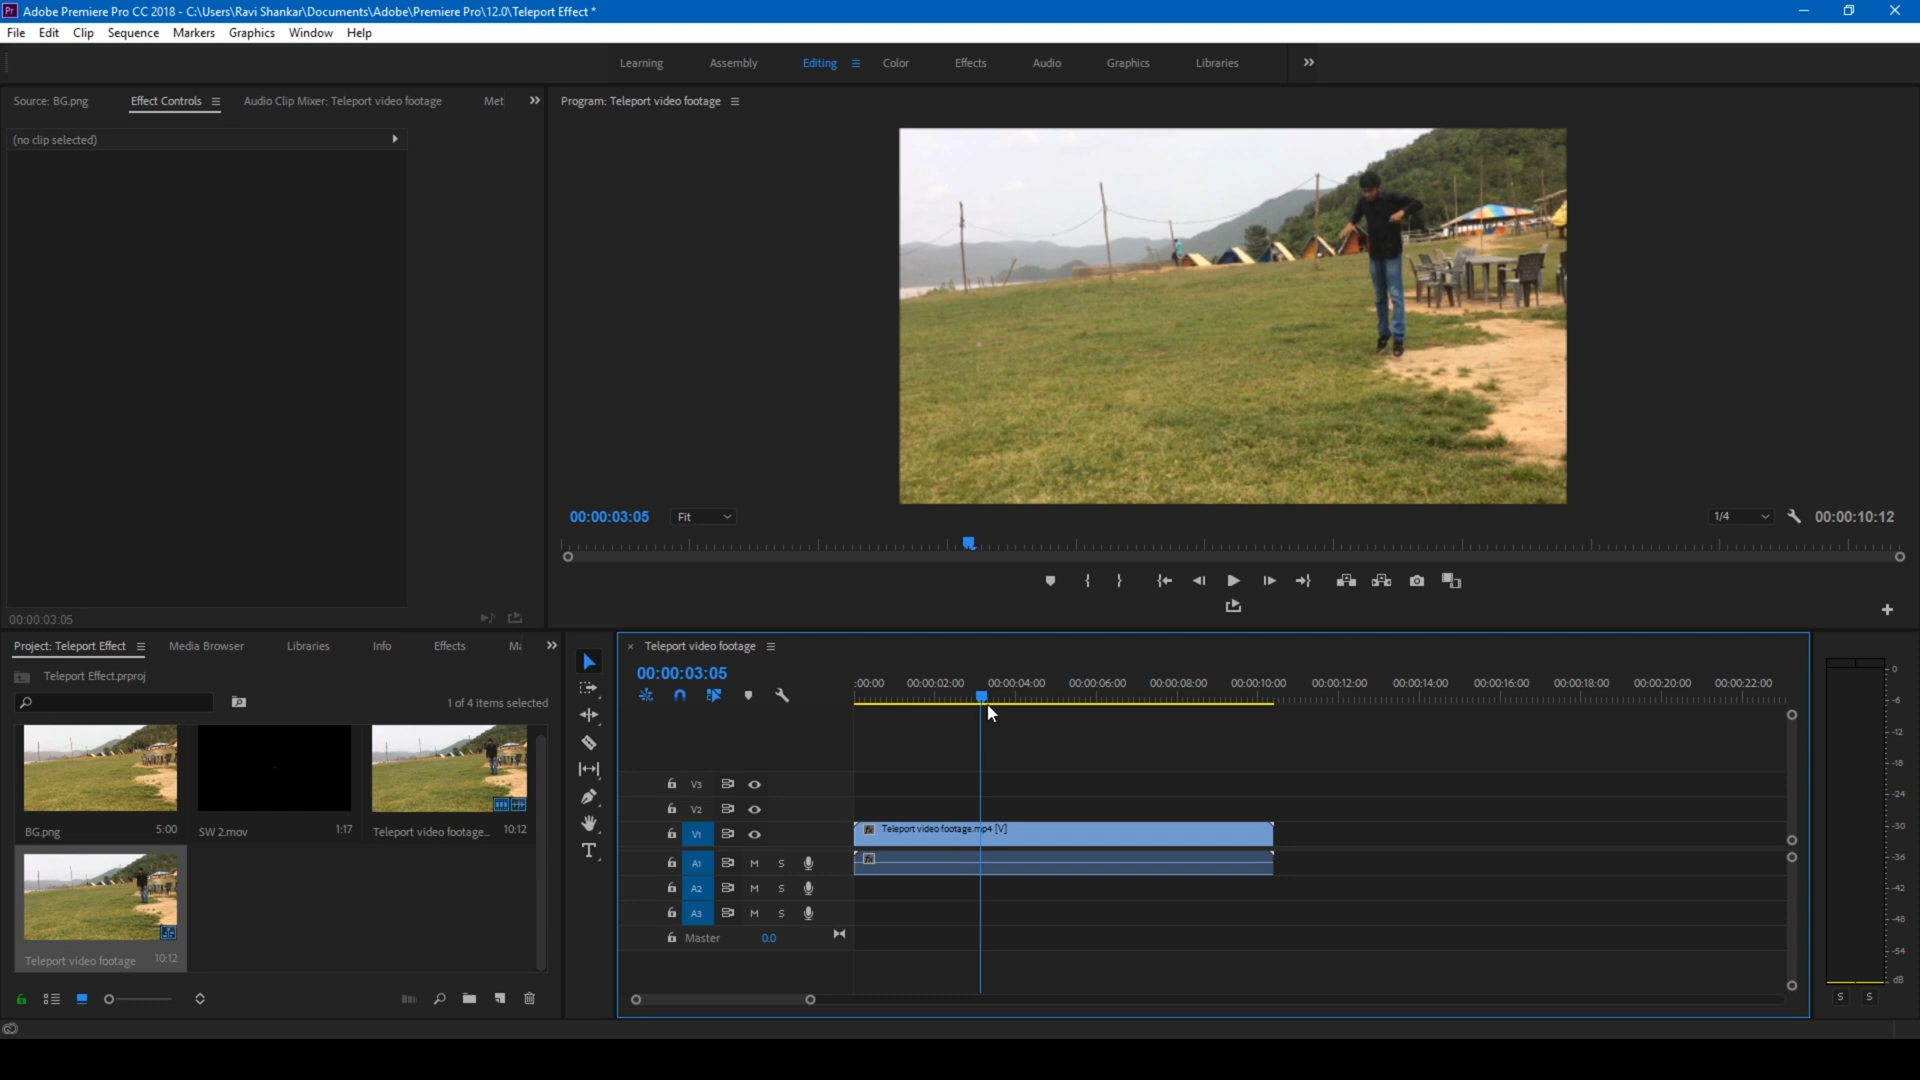 Pr Adobe Premiere Pro CC 2018 - C:\Users\Ravi Shankar\Documents\Adobe\Premiere Pro\12.0\Teleport Effect *
File Edit Clip Sequence Markers Graphics Window Help
Learning Assembly Editing Color Effects Audio Graphics Libraries
Source: BG.png Effect Controls Audio Clip Mixer: Teleport video footage Met
Program: Teleport video footage
(no clip selected)
00:00:03:05 Fit 1/4 00:00:10:12
00:00:03:05
Project: Teleport Effect Media Browser Libraries Info Effects Ma
Teleport Effect.prproj
1 of 4 items selected
BG.png 5:00 SW 2.mov 1:17 Teleport video footage... 10:12
Teleport video footage 10:12
Teleport video footage
00:00:03:05
:00:00 00:00:02:00 00:00:04:00 00:00:06:00 00:00:08:00 00:00:10:00 00:00:12:00 00:00:14:00 00:00:16:00 00:00:18:00 00:00:20:00 00:00:22:00
V3
V2
V1 Teleport video footage.mp4 [V]
A1 M S
A2 M S
A3 M S
Master 0.0
0
-6
-12
-18
-24
-30
-36
-42
-48
-54
dB
S S